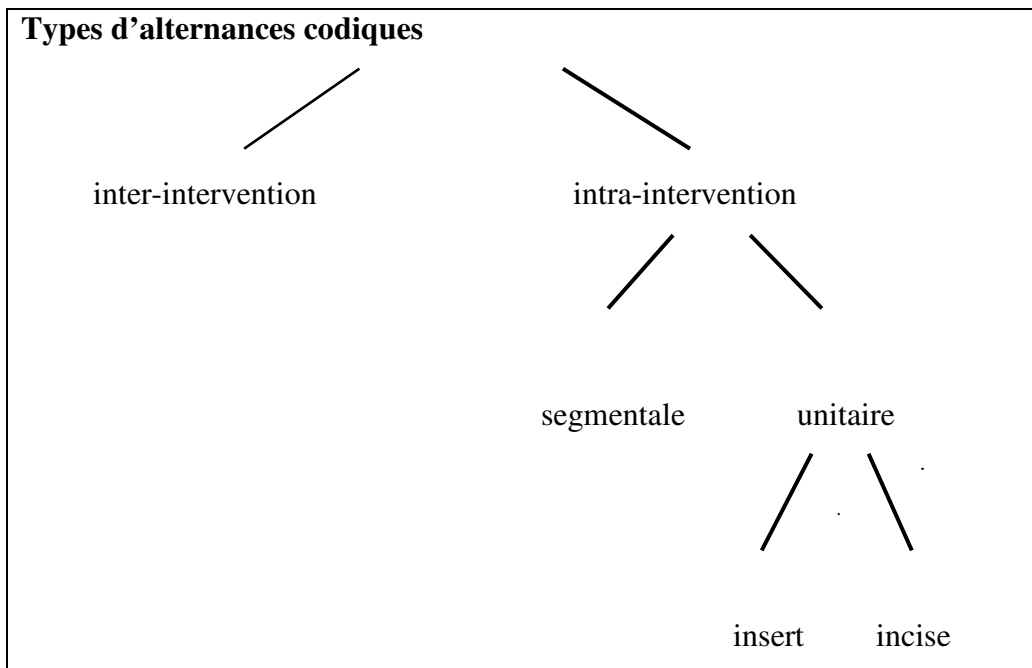 Types d’alternances codiques
inter-intervention intra-intervention
segmentale unitaire
insert incise